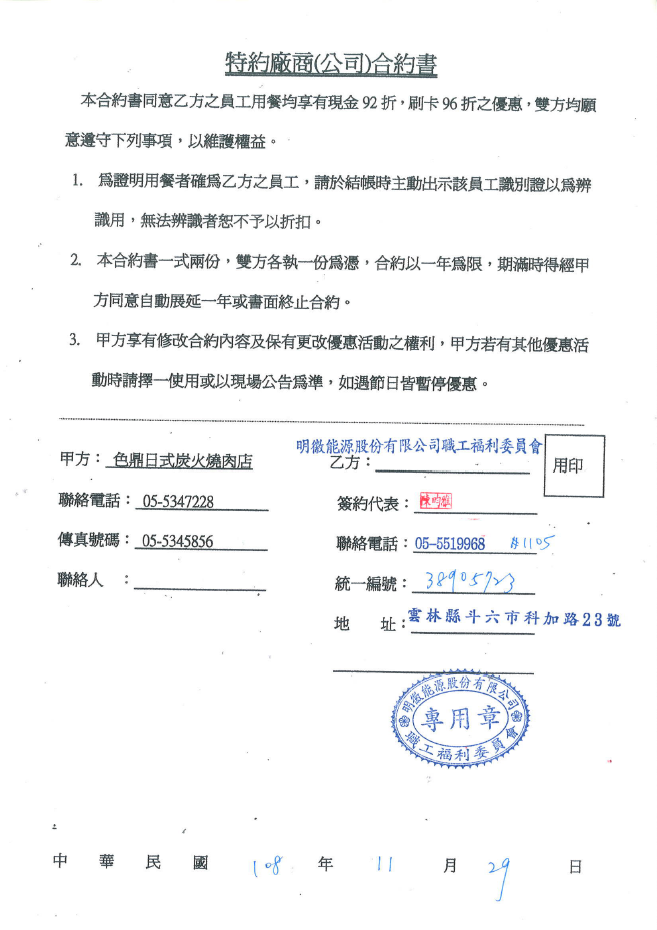 特約廠商(公司)合約書
本合約書同意乙方之員工用餐均享有現金92折，刷卡96折之優惠，雙方均願
意遵守下列事項，以維護權益。
1. 為證明用餐者確為乙方之員工，請於結帳時主動出示該員工識別證以為辨
識用，無法辨識者恕不予以折扣。
2. 本合約書一式兩份，雙方各執一份為憑，合約以一年為限，期滿時得經甲
方同意自動展延一年或書面終止合約。
3. 甲方享有修改合約內容及保有更改優惠活動之權利，甲方若有其他優惠活
動時請擇一使用或以現場公告為準，如遇節日皆暫停優惠。
甲方：色鼎日式炭火燒肉店
聯絡電話：05-5347228
傳真號碼：05-5345856
聯絡人 ：
明徽能源股份有限公司職工福利委員會
乙方：
用印
簽約代表：
聯絡電話：05-5519968 #1105
統一編號：38905723
地 址：雲林縣斗六市科加路23號
明徽能源股份有限公司
專用章
職工福利委員會
中華民國 108 年 11 月 29 日